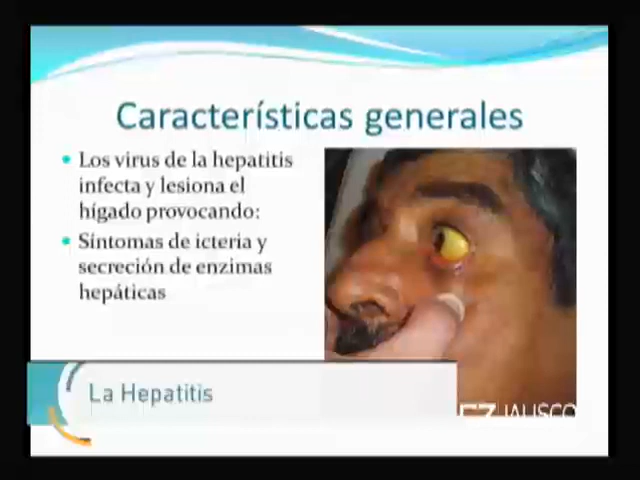 Características generales
• Los virus de la hepatitis
infecta y lesiona el
hígado provocando:
• Síntomas de icteria y
secreción de enzimas
hepáticas
La Hepatitis
JALISCO